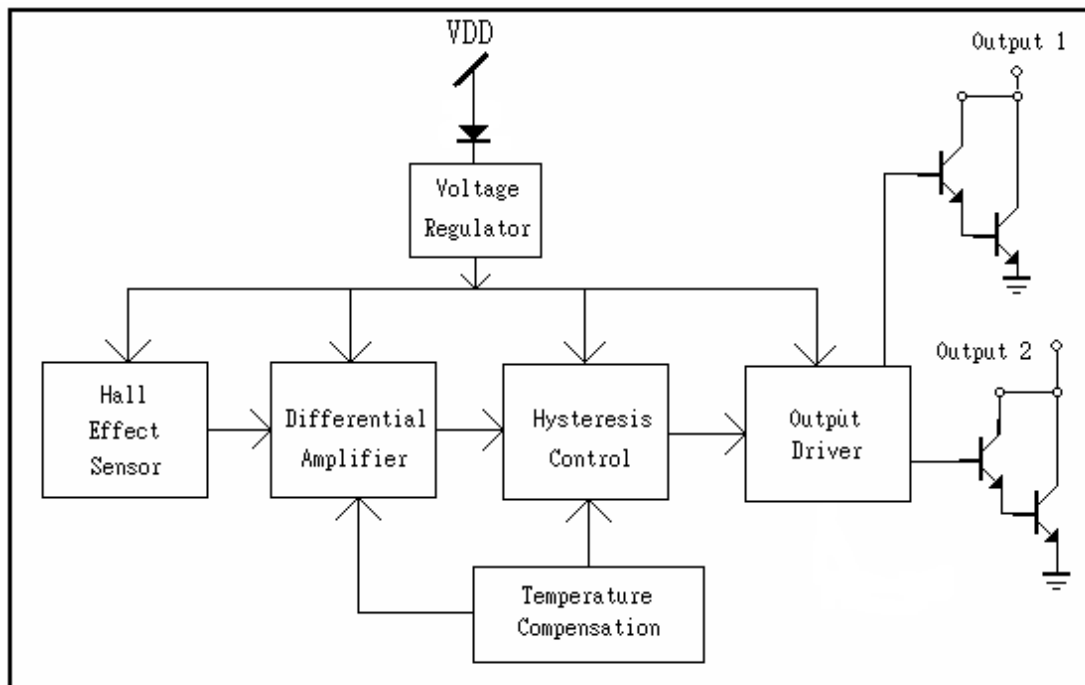 VDD
Output 1
Voltage
Regulator
Hall
Effect
Sensor
Differential
Amplifier
Hysteresis
Control
Output
Driver
Output 2
Temperature
Compensation